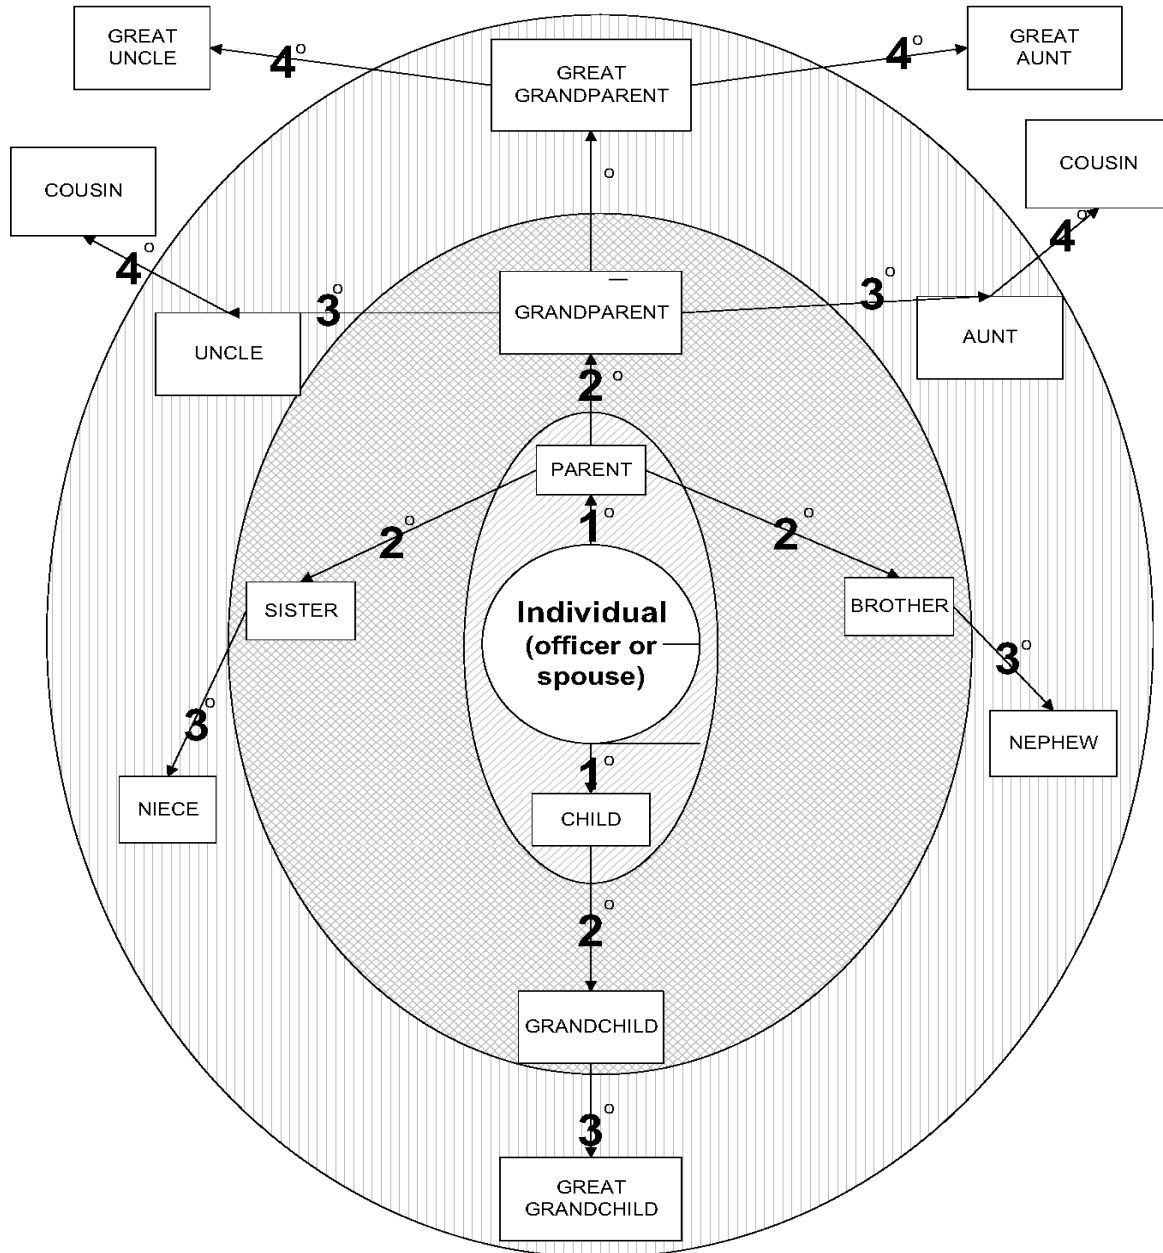 GREAT
UNCLE
4°
GREAT
GRANDPARENT
4°
GREAT
AUNT
COUSIN
°
COUSIN
4°
4°
3°
GRANDPARENT
3°
UNCLE
AUNT
2°
PARENT
2°
1°
2°
SISTER
Individual
(officer or
spouse)
BROTHER
3°
3°
NIECE
1°
NEPHEW
CHILD
2°
GRANDCHILD
3°
GREAT
GRANDCHILD